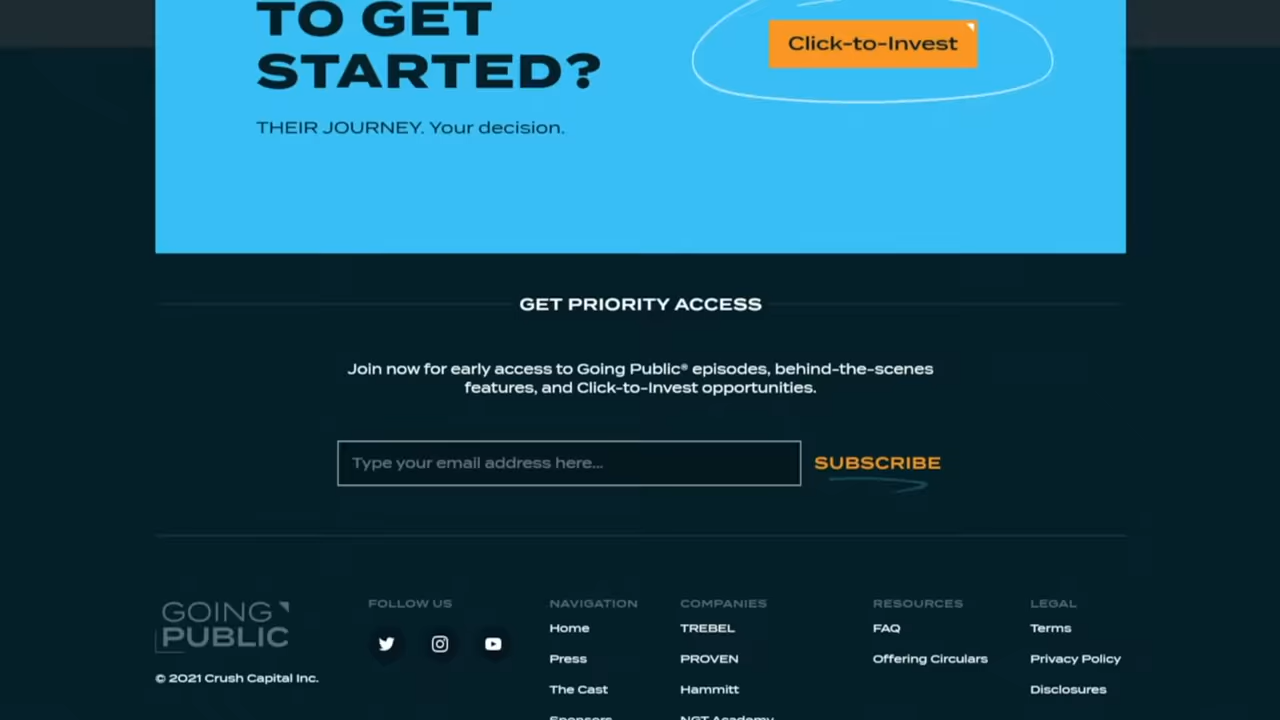 TO GET
STARTED?
Click-to-Invest
THEIR JOURNEY. Your decision.
GET PRIORITY ACCESS
Join now for early access to Going Public® episodes, behind-the-scenes
features, and Click-to-Invest opportunities.
Type your email address here...
SUBSCRIBE
GOING
PUBLIC
© 2021 Crush Capital Inc.
FOLLOW US
NAVIGATION
Home
Press
The Cast
Sponsors
COMPANIES
TREBEL
PROVEN
Hammitt
NGT Academy
RESOURCES
FAQ
Offering Circulars
LEGAL
Terms
Privacy Policy
Disclosures